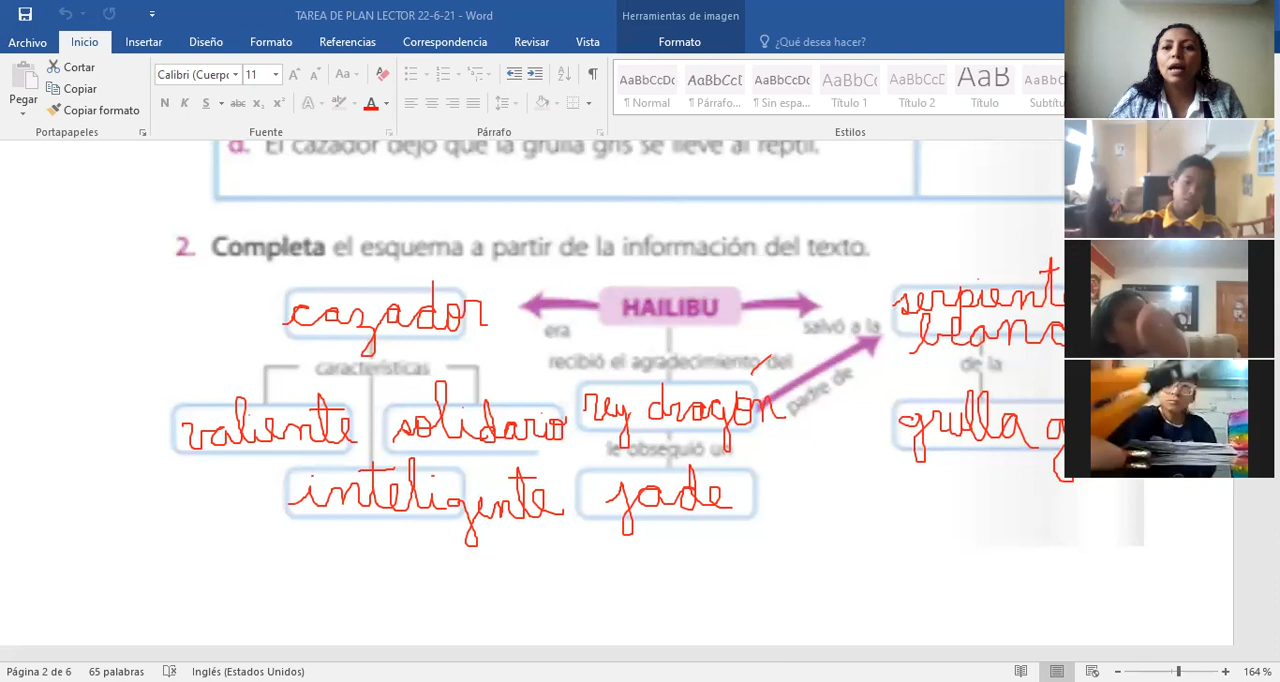 TAREA DE PLAN LECTOR 22-6-21 - Word
Herramientas de imagen
Archivo Inicio Insertar Diseño Formato Referencias Correspondencia Revisar Vista Formato ¿Qué desea hacer?
Pegar
Cortar
Copiar
Copiar formato
Portapapeles
Calibri (Cuerpo 11
Fuente
Párrafo
AaBbCcDc ¶ Normal
AaBbCcD ¶ Párrafo...
AaBbCcDc ¶ Sin espa...
AaBbCc Título 1
AaBbCcD Título 2
AaB Título
AaBbCc Subtítu
Estilos
d. El cazador dejó que la grulla gris se lleve al reptil.
2. Completa el esquema a partir de la información del texto.
cazador
HAILIBU
serpient
blanc
era
salvó a la
características
recibió el agradecimiento del
padre de
de la
valiente
solidario
rey dragón
grulla g
le obsequió un
inteligente
jade
Página 2 de 6 65 palabras Inglés (Estados Unidos) 164 %